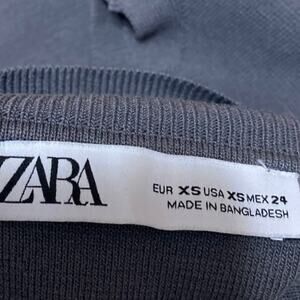 ZARA
EUR XS USA XS MEX 24
MADE IN BANGLADESH